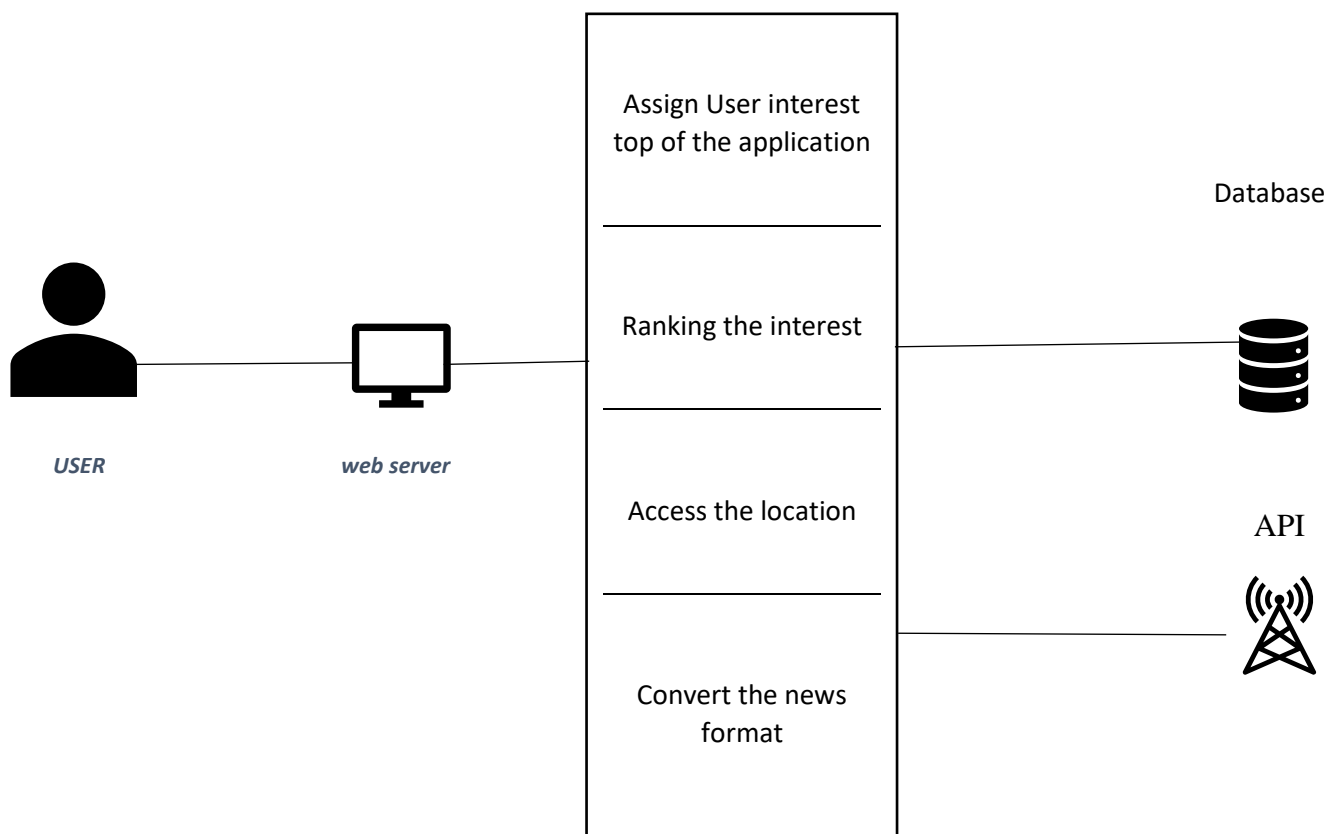 Assign User interest
top of the application
Database
Ranking the interest
USER
web server
Access the location
API
Convert the news
format